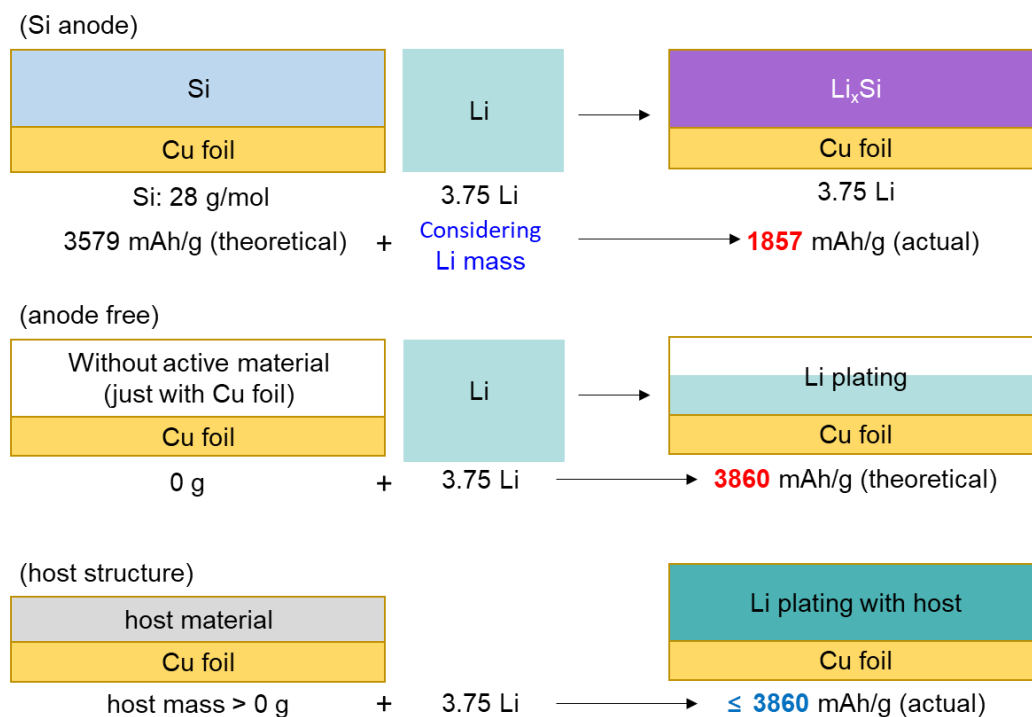 (Si anode)
Si
Li
LiₓSi
Cu foil
Cu foil
Si: 28 g/mol
3.75 Li
3.75 Li
3579 mAh/g (theoretical)
+
Considering
Li mass
1857 mAh/g (actual)
(anode free)
Without active material
(just with Cu foil)
Li
Li plating
Cu foil
Cu foil
0 g
+
3.75 Li
3860 mAh/g (theoretical)
(host structure)
host material
Li plating with host
Cu foil
Cu foil
host mass > 0 g
+
3.75 Li
≤ 3860 mAh/g (actual)